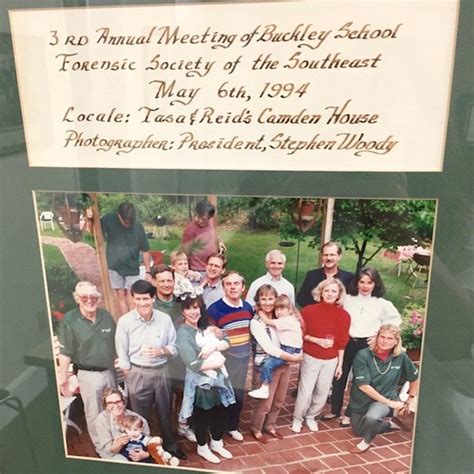 3RD Annual Meeting of Buckley School
Forensic Society of the Southeast
May 6th, 1994
Locale: Tasa & Reid's Camden House
Photographer: President, Stephen Woody